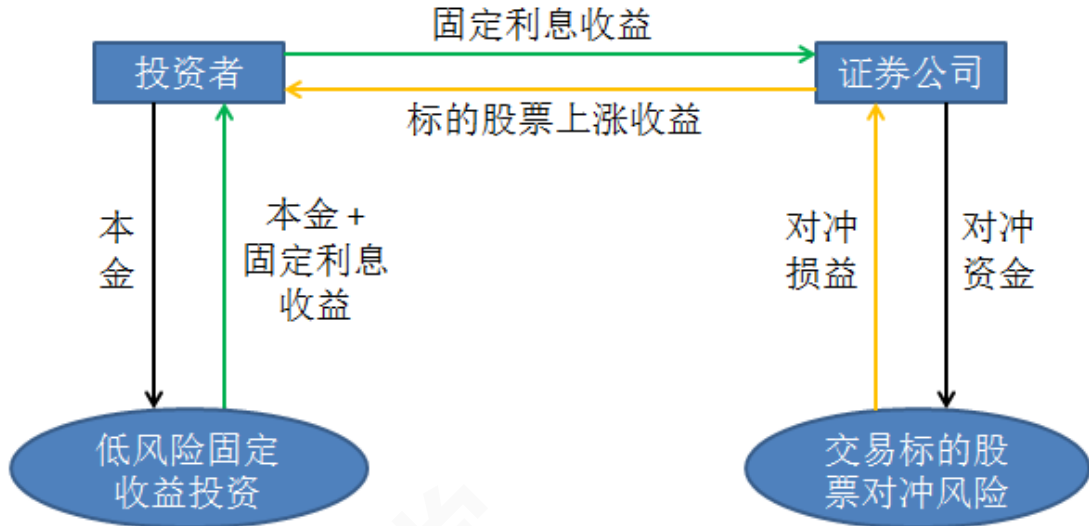 固定利息收益
投资者
证券公司
标的股票上涨收益
本
金
本金+
固定利息
收益
对冲
损益
对冲
资金
低风险固定
收益投资
交易标的股
票对冲风险